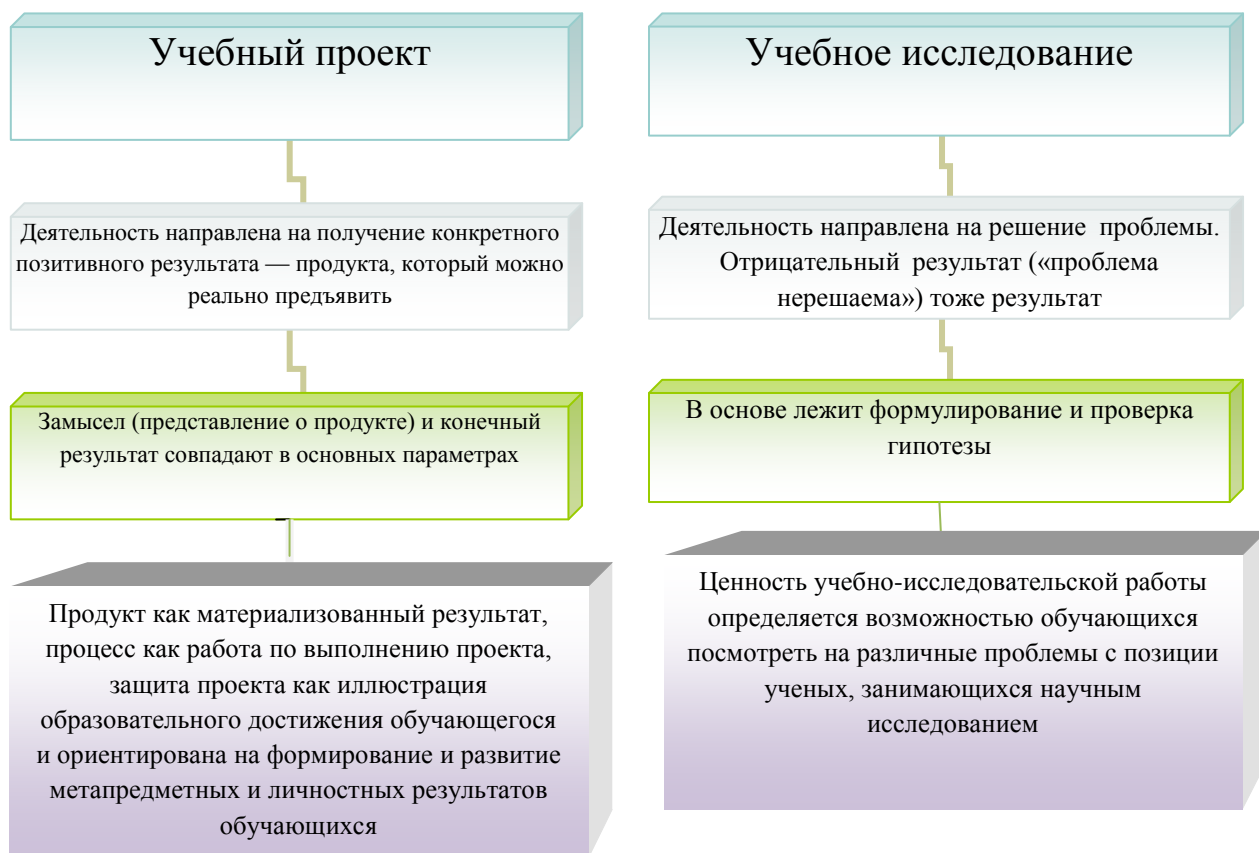 Учебный проект
Деятельность направлена на получение конкретного
позитивного результата — продукта, который можно
реально предъявить
Замысел (представление о продукте) и конечный
результат совпадают в основных параметрах
Продукт как материализованный результат,
процесс как работа по выполнению проекта,
защита проекта как иллюстрация
образовательного достижения обучающегося
и ориентирована на формирование и развитие
метапредметных и личностных результатов
обучающихся
Учебное исследование
Деятельность направлена на решение проблемы.
Отрицательный результат («проблема
нерешаема») тоже результат
В основе лежит формулирование и проверка
гипотезы
Ценность учебно-исследовательской работы
определяется возможностью обучающихся
посмотреть на различные проблемы с позиции
ученых, занимающихся научным
исследованием